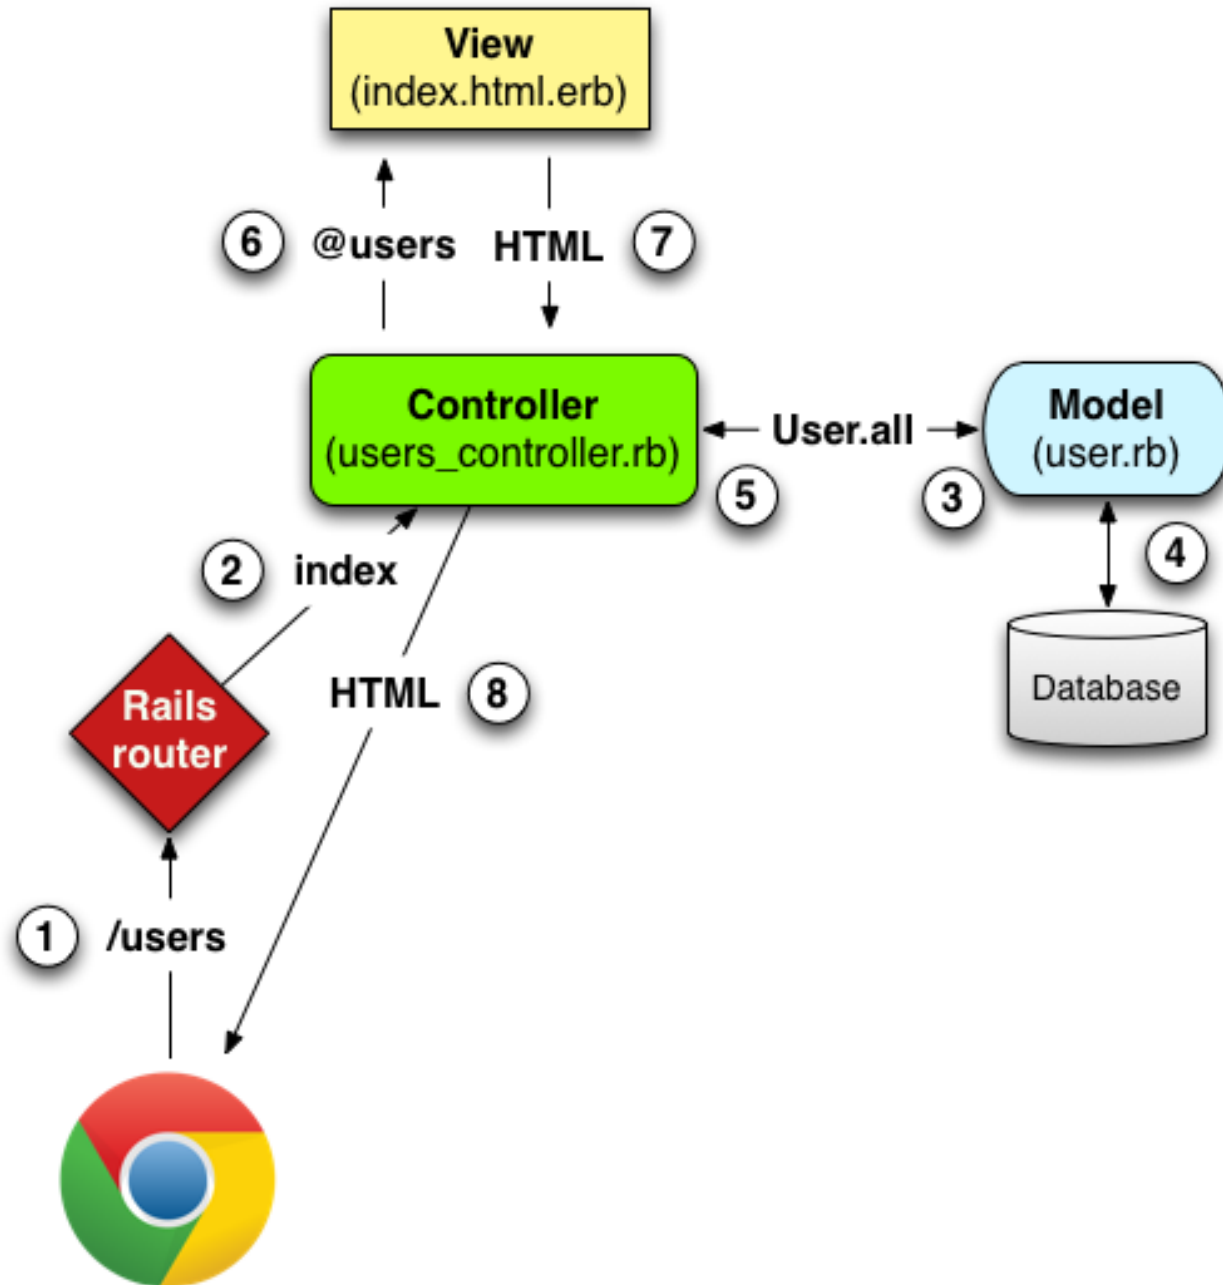 View
(index.html.erb)
6 @users HTML 7
Controller
(users_controller.rb)
User.all
Model
(user.rb)
5
3
4
2 index
Database
Rails
router
HTML 8
1 /users